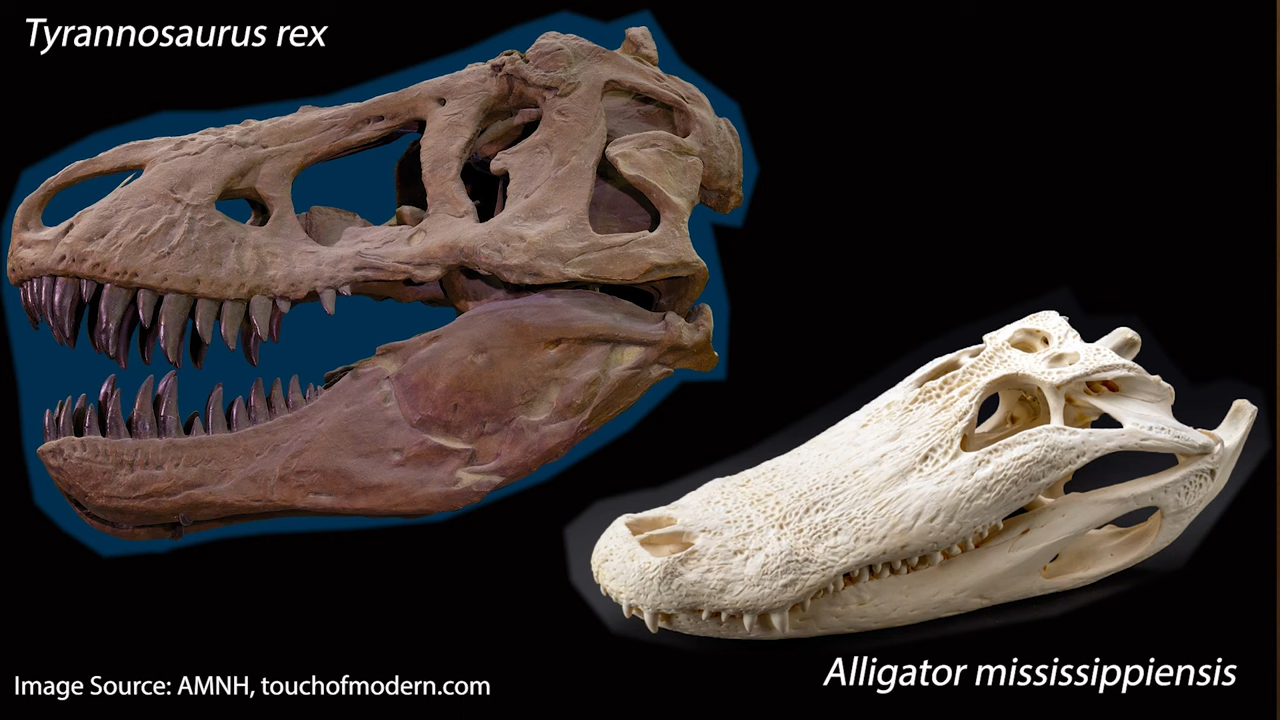 Tyrannosaurus rex
Image Source: AMNH, touchofmodern.com
Alligator mississippiensis